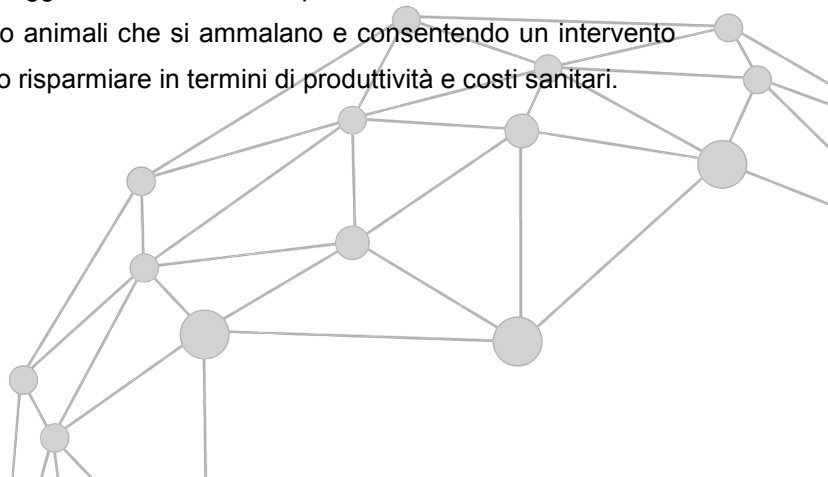 o animali che si ammalano e consentendo un intervento
o risparmiare in termini di produttività e costi sanitari.